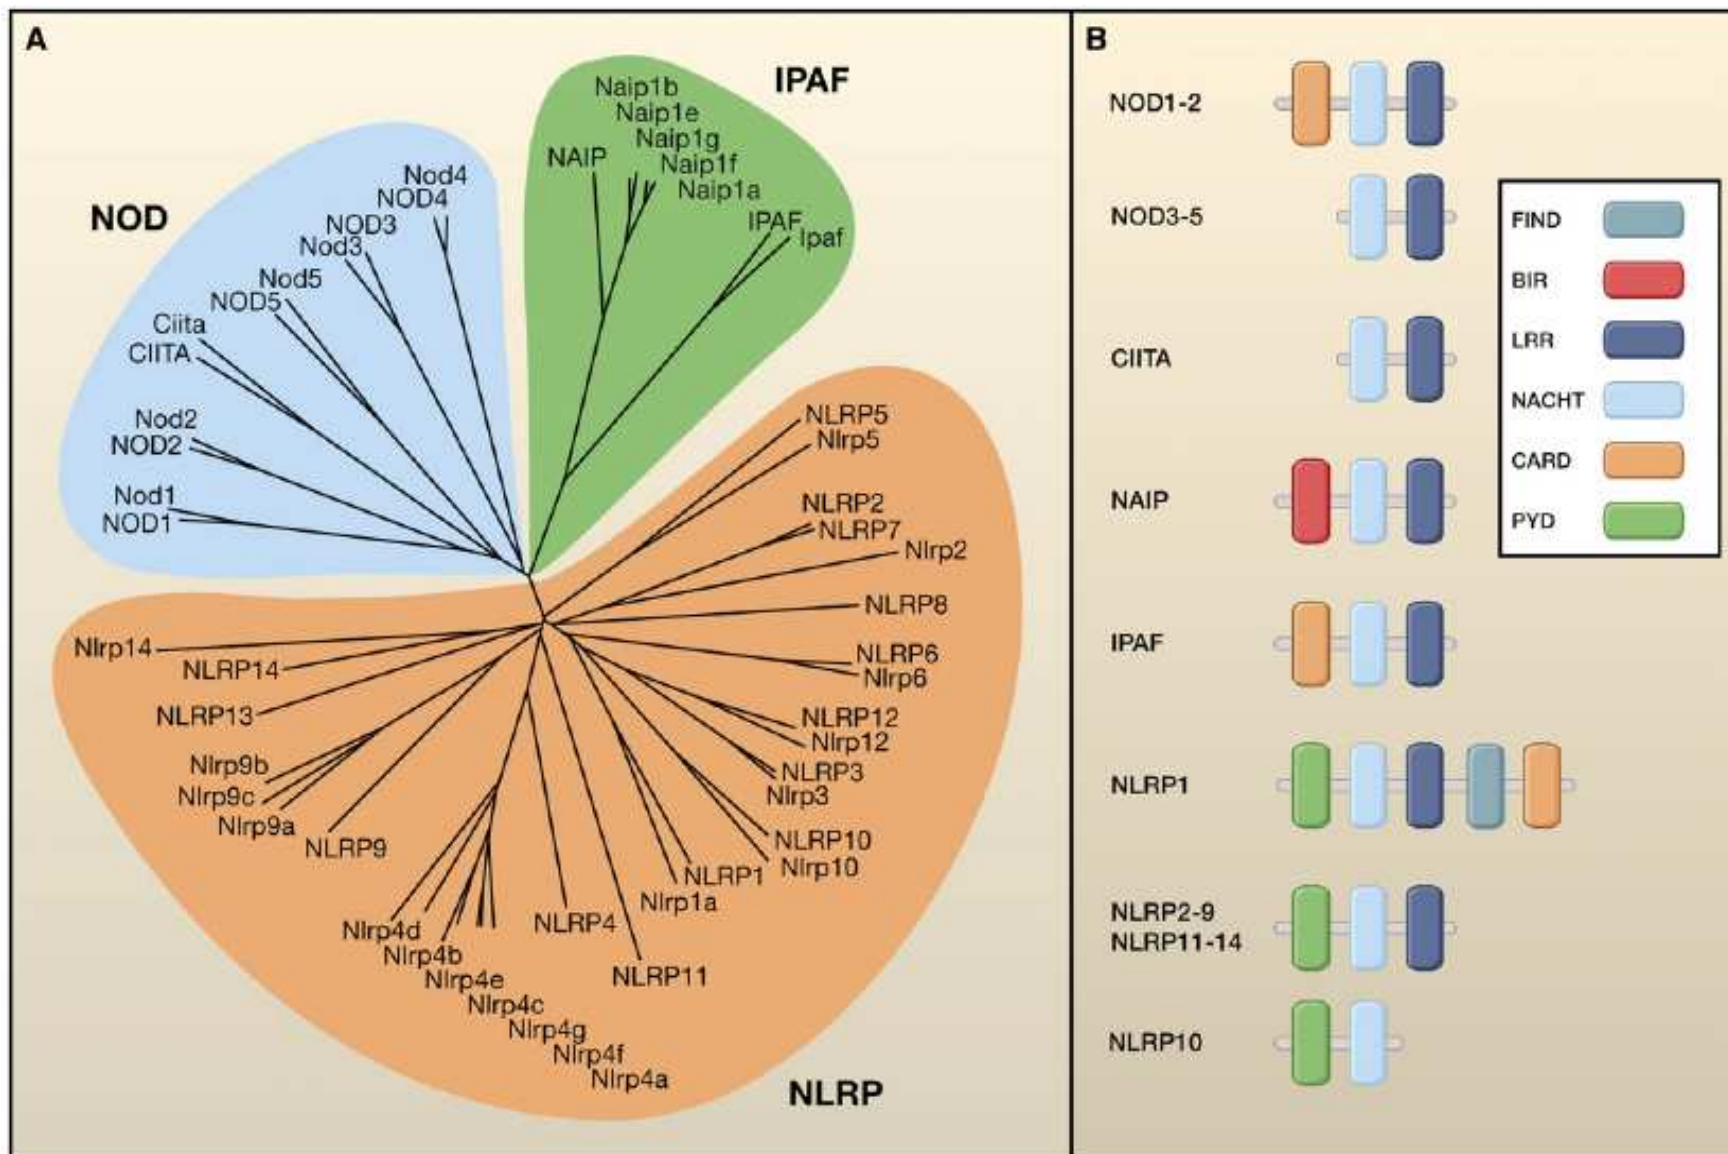 A
IPAF
Naip1b
Naip1e
Naip1g
NAIP
Naip1f
Naip1a
IPAF
Ipaf
NOD
Nod4
NOD4
NOD3
Nod3
Nod5
NOD5
Ciita
CIITA
Nod2
NOD2
Nod1
NOD1
NLRP5
Nlrp5
NLRP2
NLRP7
Nlrp2
NLRP8
NLRP6
Nlrp6
NLRP12
Nlrp12
NLRP3
Nlrp3
NLRP10
Nlrp10
NLRP1
Nlrp1a
NLRP11
NLRP4
Nlrp14
NLRP14
NLRP13
Nlrp9b
Nlrp9c
Nlrp9a
NLRP9
Nlrp4d
Nlrp4b
Nlrp4e
Nlrp4c
Nlrp4g
Nlrp4f
Nlrp4a
NLRP
B
NOD1-2
NOD3-5
CIITA
NAIP
IPAF
NLRP1
NLRP2-9
NLRP11-14
NLRP10
FIND
BIR
LRR
NACHT
CARD
PYD